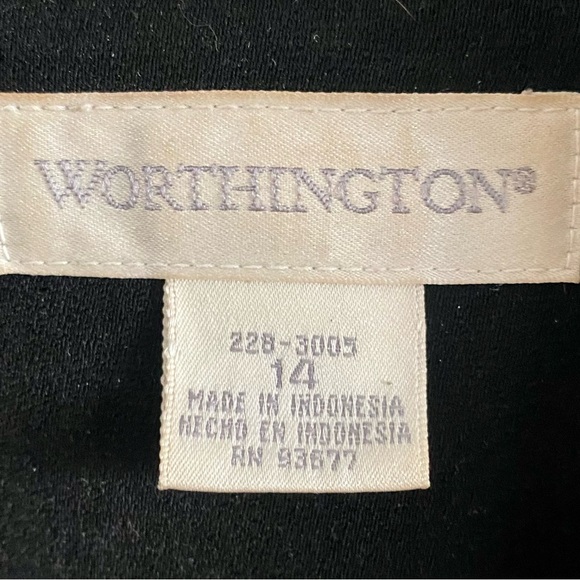 WORTHINGTON®
228-3005
14
MADE IN INDONESIA
HECHO EN INDONESIA
RN 93677